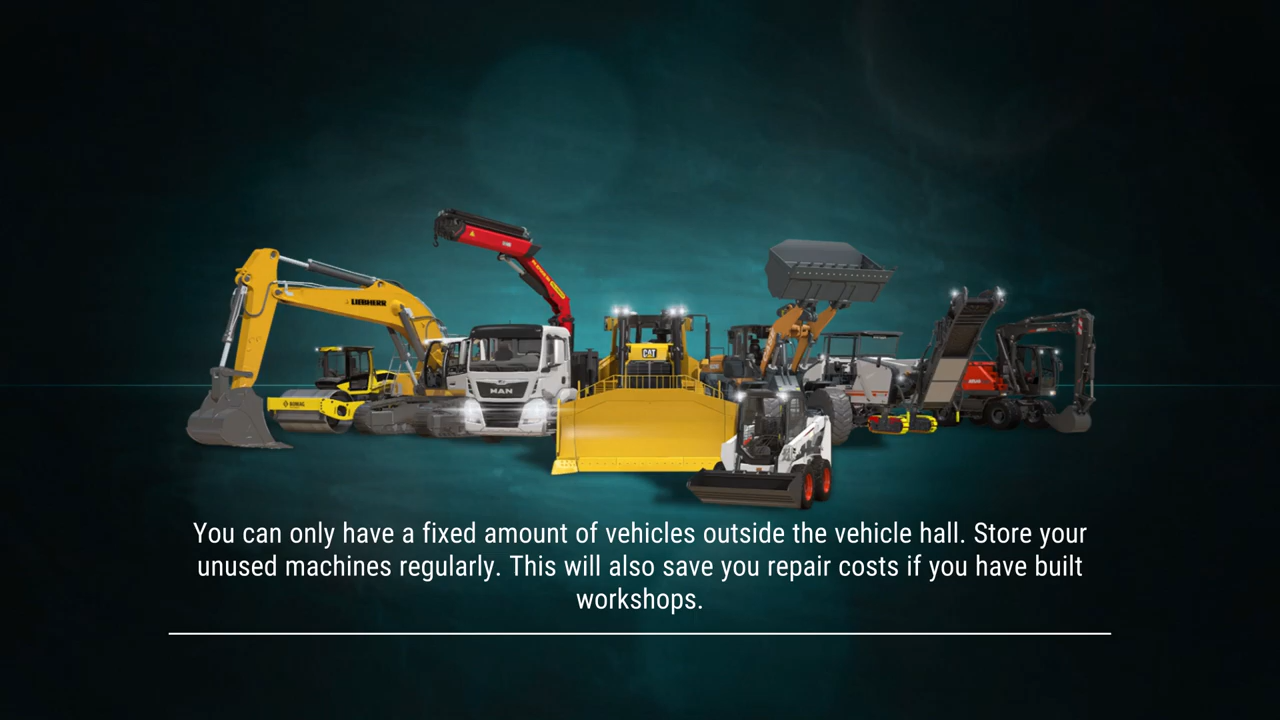 LIEBHERR
BOMAG
MAN
CAT
You can only have a fixed amount of vehicles outside the vehicle hall. Store your
unused machines regularly. This will also save you repair costs if you have built
workshops.